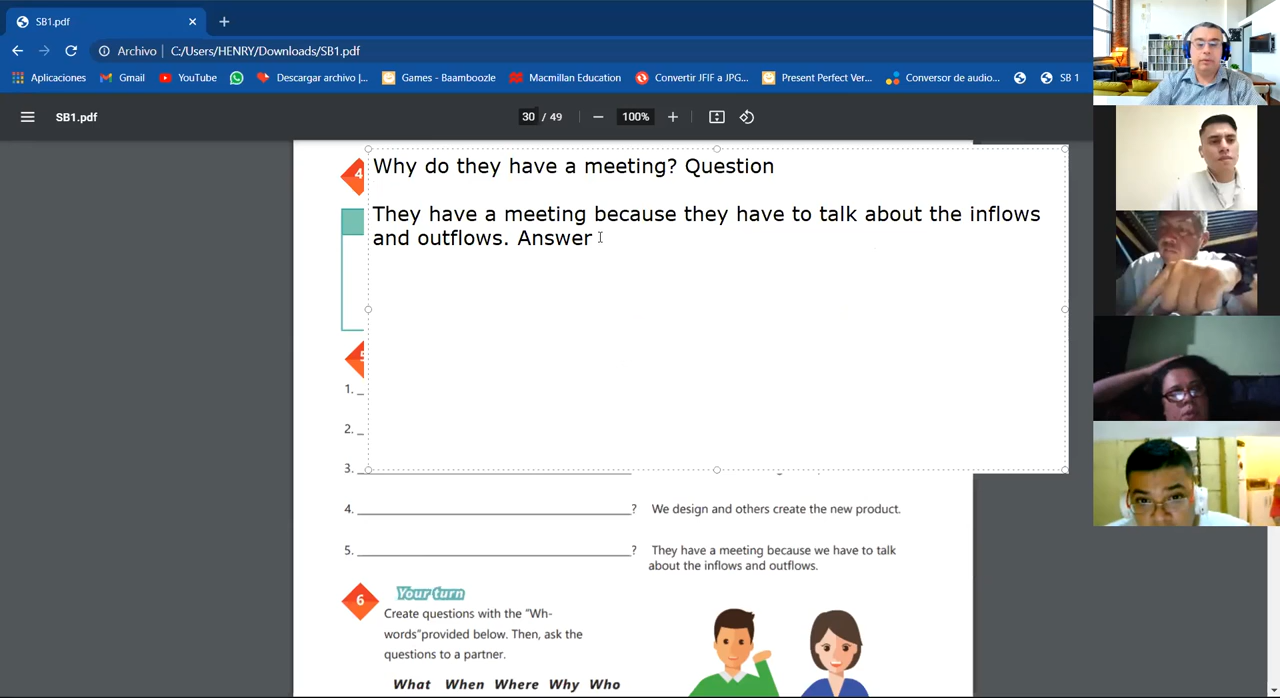 SB1.pdf
Archivo C:/Users/HENRY/Downloads/SB1.pdf
Aplicaciones Gmail YouTube Descargar archivo |... Games - Baamboozle Macmillan Education Convertir JFIF a JPG... Present Perfect Ver... Conversor de audio... SB 1
SB1.pdf 30 / 49 100%
4
Why do they have a meeting? Question
They have a meeting because they have to talk about the inflows
and outflows. Answer
1. _
2. _
3. ______________________________
4. ______________________________? We design and others create the new product.
5. ______________________________? They have a meeting because we have to talk
about the inflows and outflows.
6 Your turn
Create questions with the “Wh-
words”provided below. Then, ask the
questions to a partner.
What When Where Why Who